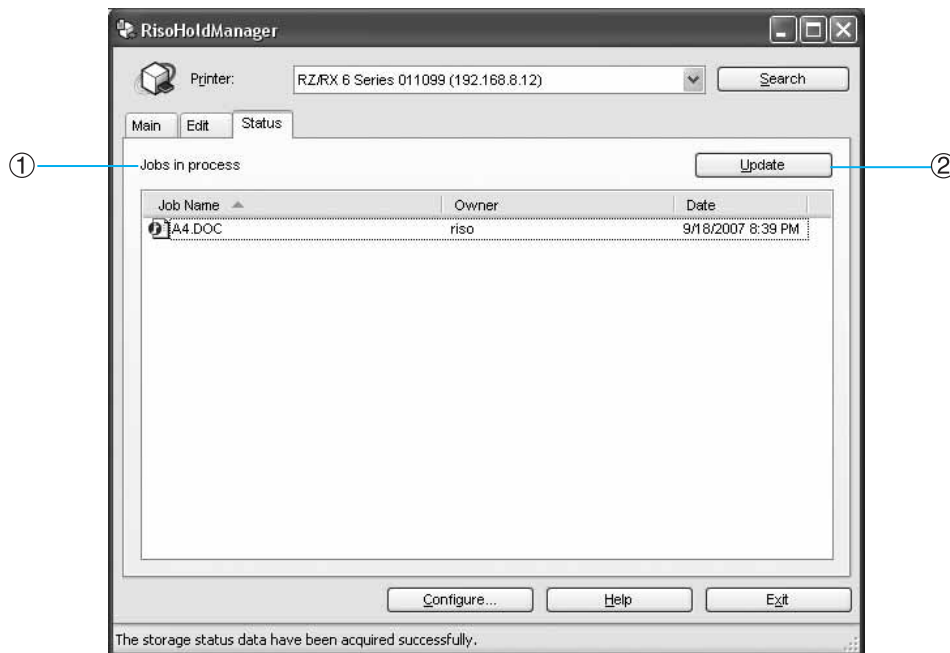 RisoHoldManager
Printer: RZ/RX 6 Series 011099 (192.168.8.12) Search
Main Edit Status
① Jobs in process Update ②
Job Name Owner Date
A4.DOC riso 9/18/2007 8:39 PM
Configure... Help Exit
The storage status data have been acquired successfully.